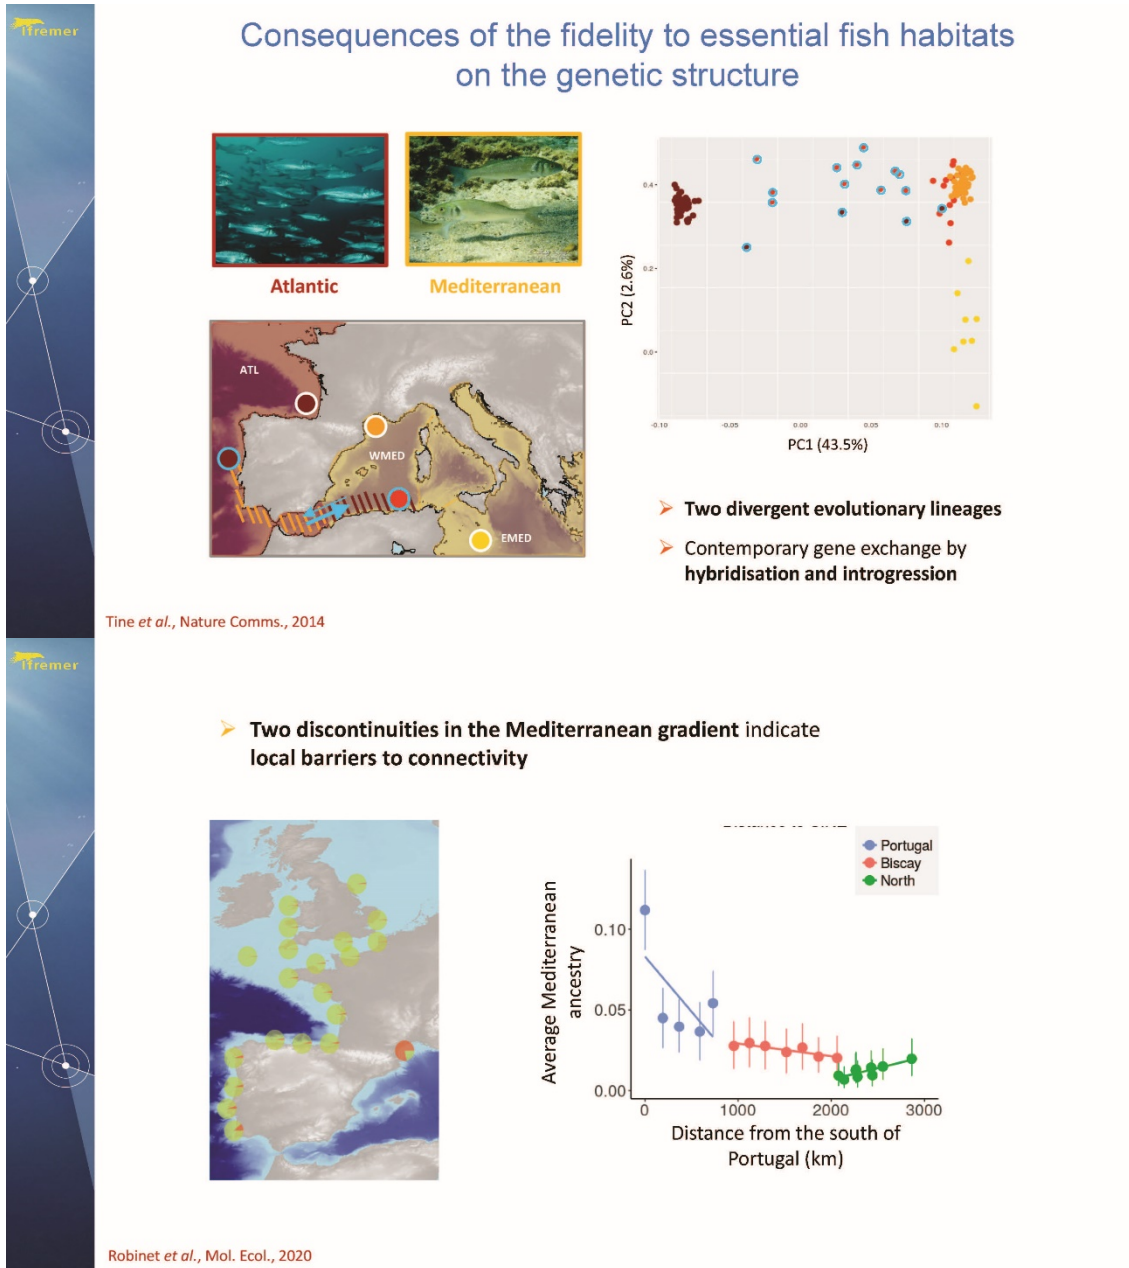 Ifremer
Consequences of the fidelity to essential fish habitats
on the genetic structure
Atlantic
Mediterranean
ATL
WMED
EMED
PC2 (2.6%)
0.4
0.2
0.0
-0.10
-0.05
0.00
0.05
0.10
PC1 (43.5%)
➤ Two divergent evolutionary lineages
➤ Contemporary gene exchange by
hybridisation and introgression
Tine et al., Nature Comms., 2014
Ifremer
➤ Two discontinuities in the Mediterranean gradient indicate
local barriers to connectivity
Portugal
Biscay
North
Average Mediterranean
ancestry
0.10
0.05
0.00
0
1000
2000
3000
Distance from the south of
Portugal (km)
Robinet et al., Mol. Ecol., 2020